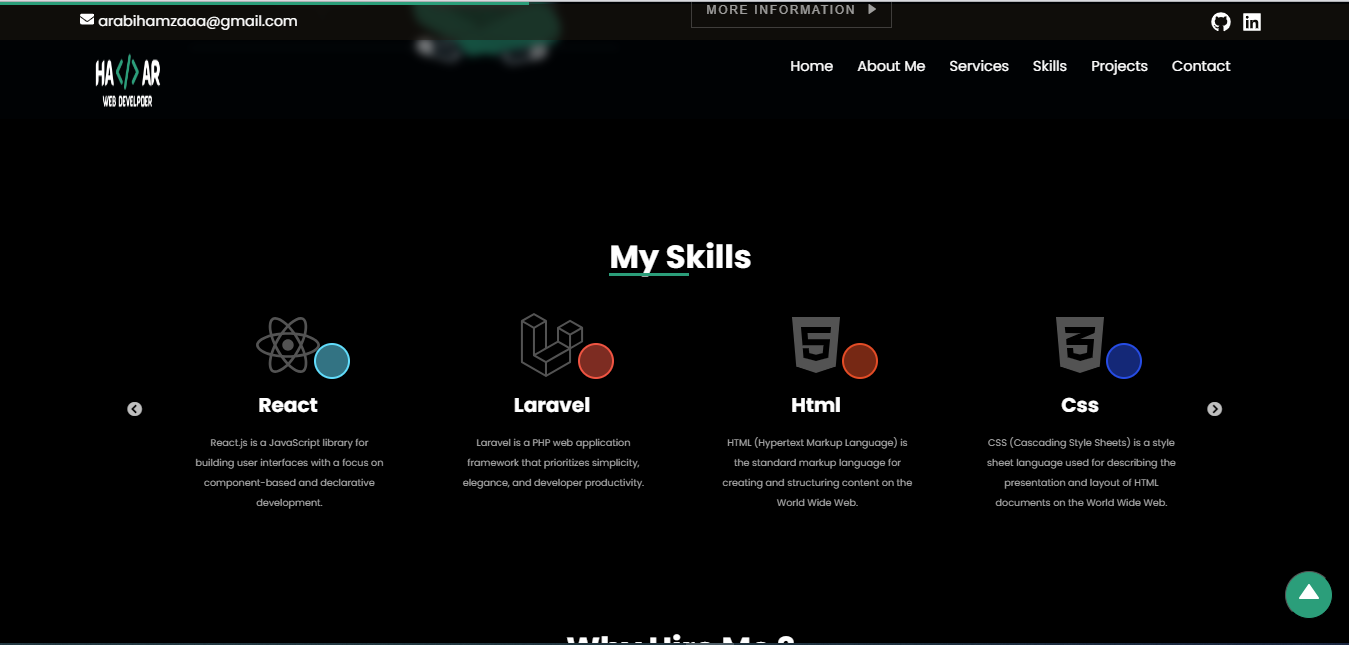 arabihamzaaa@gmail.com
MORE INFORMATION
HA</>AR
WEB DEVELPOER
Home About Me Services Skills Projects Contact
My Skills
React
React.js is a JavaScript library for
building user interfaces with a focus on
component-based and declarative
development.
Laravel
Laravel is a PHP web application
framework that prioritizes simplicity,
elegance, and developer productivity.
Html
HTML (Hypertext Markup Language) is
the standard markup language for
creating and structuring content on the
World Wide Web.
Css
CSS (Cascading Style Sheets) is a style
sheet language used for describing the
presentation and layout of HTML
documents on the World Wide Web.
Why Hire Me ?